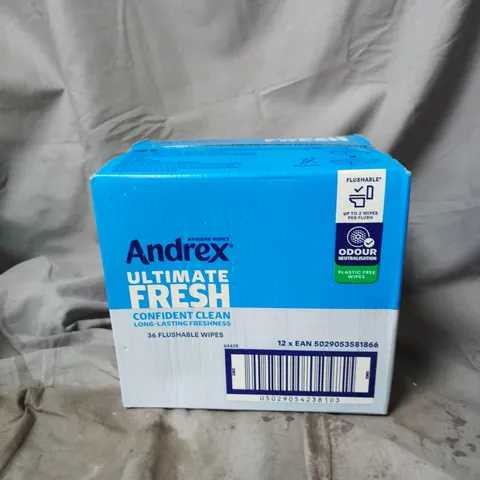 FRESH
FLUSHABLE*
UP TO 2 WIPES
PER FLUSH
ODOUR
NEUTRALISATION
PLASTIC FREE
WIPES
HYGIENE WIPES
Andrex®
ULTIMATE
FRESH
CONFIDENT CLEAN
LONG-LASTING FRESHNESS
36 FLUSHABLE WIPES
12 x EAN 5029053581866
05029054238103